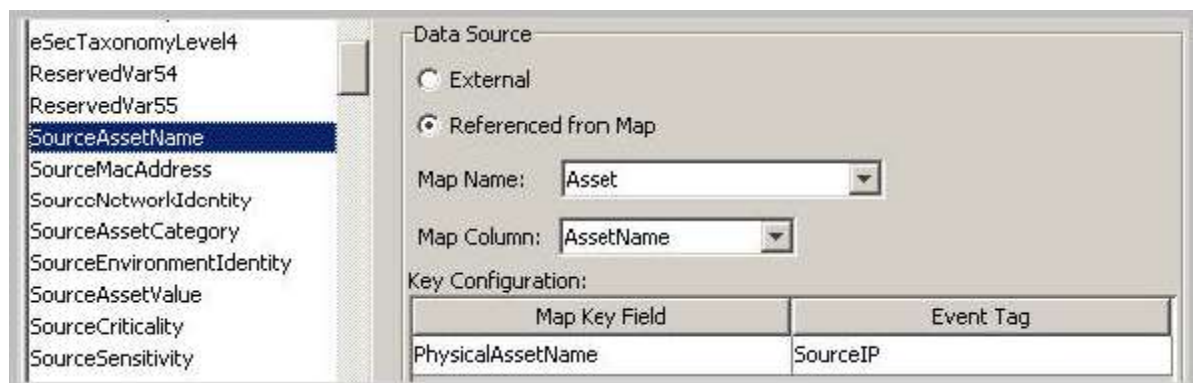 eSecTaxonomyLevel4
ReservedVar54
ReservedVar55
SourceAssetName
SourceMacAddress
SourceNetworkIdentity
SourceAssetCategory
SourceEnvironmentIdentity
SourceAssetValue
SourceCriticality
SourceSensitivity
Data Source
External
Referenced from Map
Map Name: Asset
Map Column: AssetName
Key Configuration:
Map Key Field Event Tag
PhysicalAssetName SourceIP